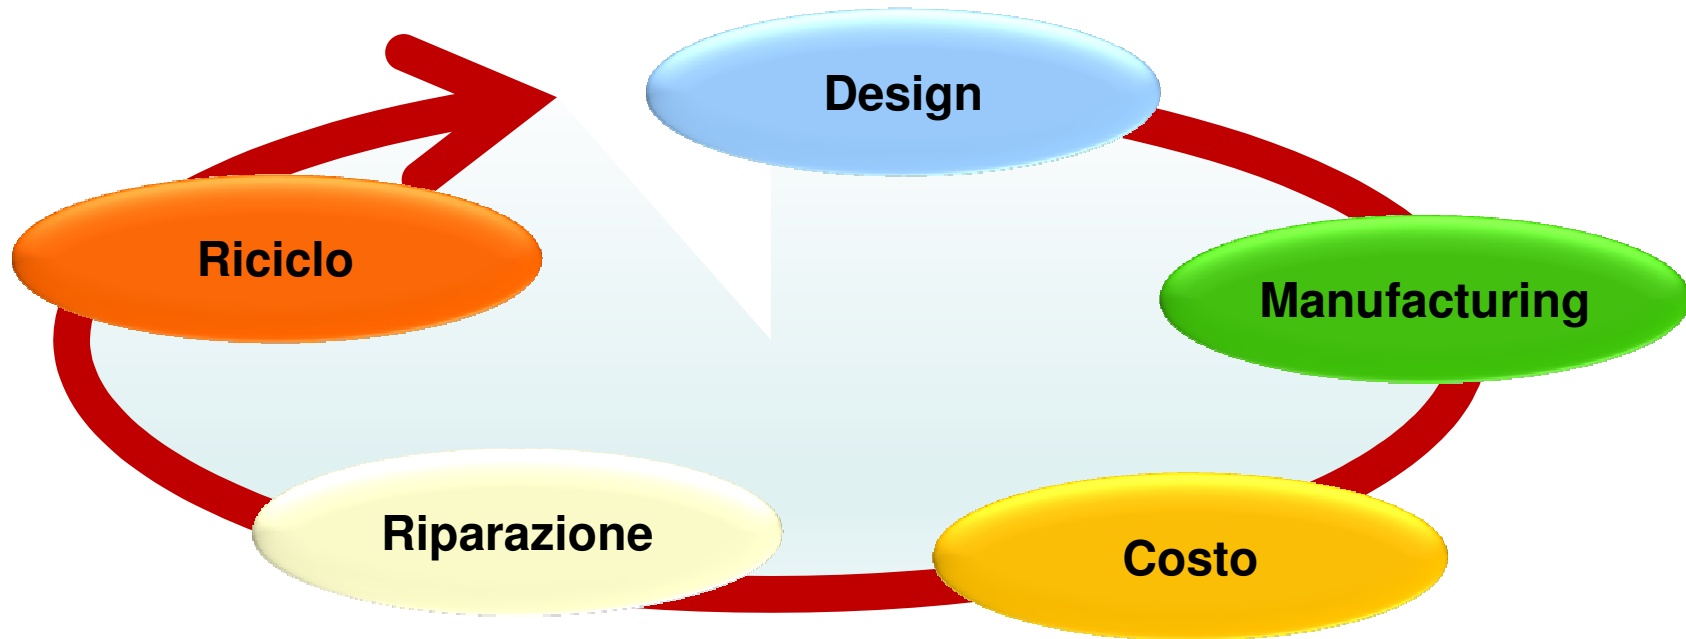 Design
Manufacturing
Costo
Riparazione
Riciclo